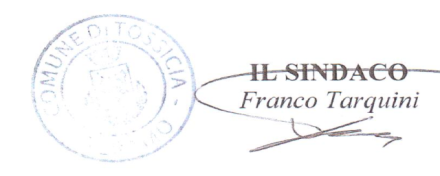 COMUNE DI TOSSICIA
IL SINDACO
Franco Tarquini